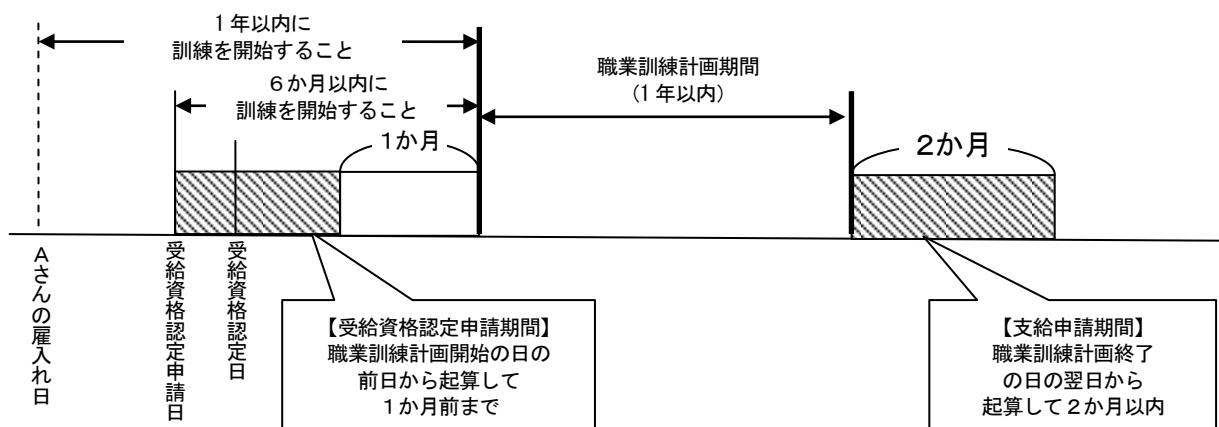 １年以内に
訓練を開始すること
６か月以内に
訓練を開始すること
１か月
職業訓練計画期間
（１年以内）
２か月
Ａさんの雇入れ日
受給資格認定申請日
受給資格認定日
【受給資格認定申請期間】
職業訓練計画開始の日の
前日から起算して
１か月前まで
【支給申請期間】
職業訓練計画終了
の日の翌日から
起算して２か月以内